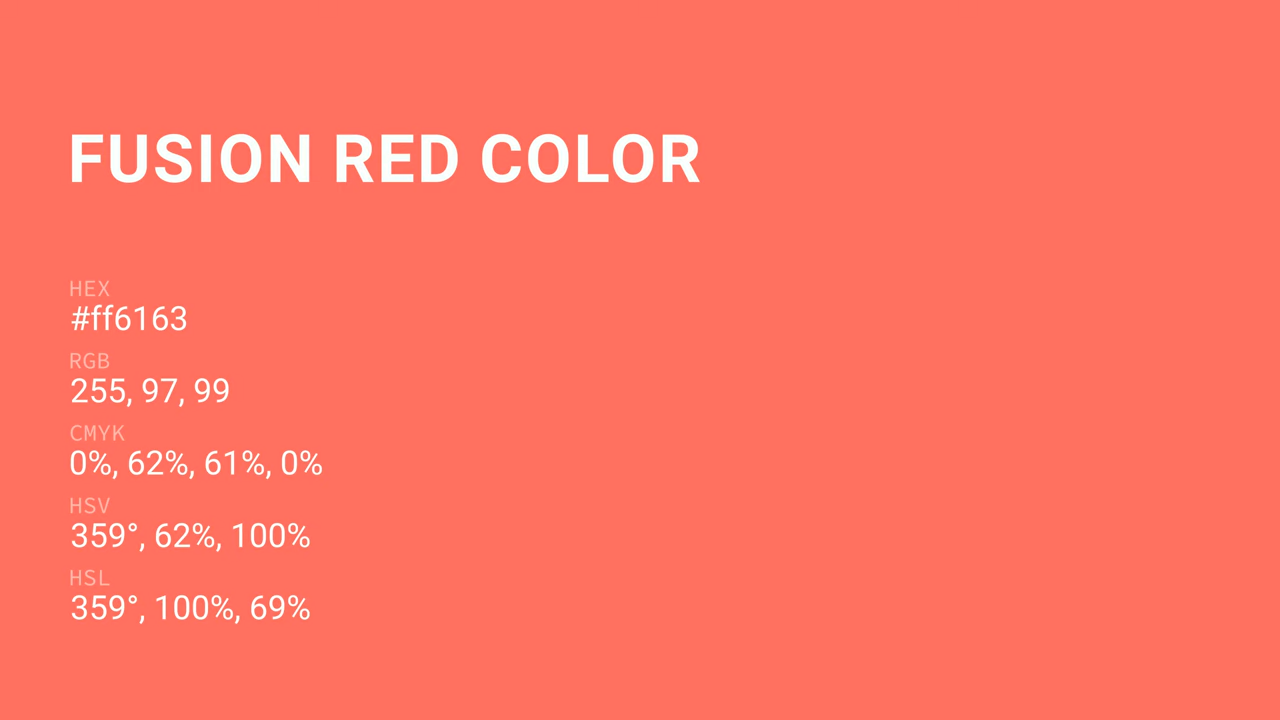 FUSION RED COLOR
HEX
#ff6163
RGB
255, 97, 99
CMYK
0%, 62%, 61%, 0%
HSV
359°, 62%, 100%
HSL
359°, 100%, 69%